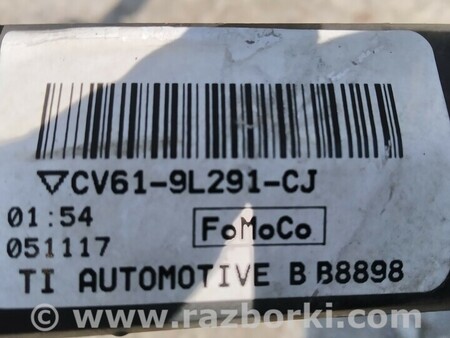 ▽CV61-9L291-CJ
01:54
FoMoCo
051117
TI AUTOMOTIVE B B8898
www.razborki.com